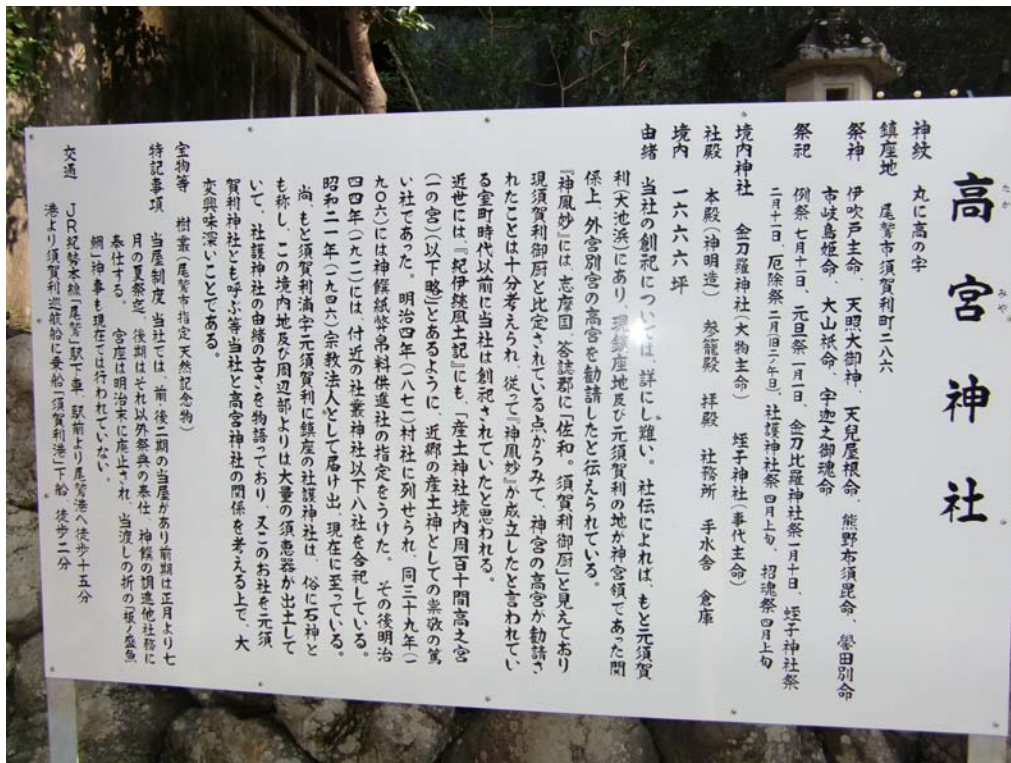 高宮神社
たか みや
神紋 丸に高の字
鎮座地 尾鷲市須賀利町二八六
祭神 伊吹戸主命、天照大御神、天兒屋根命、熊野布須毘命、譽田別命
市岐島姫命、大山祇命、宇迦之御魂命
祭祀 例祭 七月十一日、元旦祭 一月一日、金刀比羅神社祭 一月十日、蛭子神社祭
二月十一日、厄除祭 二月(旧二ノ午日)、社護神社祭 四月上旬、招魂祭 四月上旬
境内神社 金刀羅神社(大物主命) 蛭子神社(事代主命)
社殿 本殿(神明造) 参籠殿 拝殿 社務所 手水舎 倉庫
境内 一六六六坪
由緒 当社の創祀については、詳にし難い。社伝によれば、もと元須賀
利(大池浜)にあり、現鎮座地及び元須賀利の地が神宮領であった関
係上、外宮別宮の高宮を勧請したと伝えられている。
『神風妙』には、志摩国、答誌郡に「佐和。須賀利御厨」と見えており
現須賀利御厨と比定されている点からみて、神宮の高宮が勧請さ
れたことは十分考えられ、従って『神風妙』が成立したと言われてい
る室町時代以前に当社は創祀されていたと思われる。
近世には、『紀伊続風土記』にも、「産土神社境内周百十間高之宮
(一の宮)(以下略)」とあるように、近郷の産土神としての崇敬の篤
い社であった。明治四年(一八七二)村社に列せられ、同三十九年(一
九〇六)には神饌紙幣帛料供進社の指定をうけた。その後明治
四四年(一九一二)には、付近の社叢神社以下八社を合祀している。
昭和二一年(一九四六)宗教法人として届け出、現在に至っている。
尚、もと須賀利浦字元須賀利に鎮座の社護神社は、俗に石神と
も称し、この境内地及び周辺部よりは大量の須恵器が出土して
いて、社護神社の由緒の古さを物語っており、又このお社を元須
賀利神社とも呼ぶ等当社と高宮神社の関係を考える上で、大
変興味深いことである。
宝物等 樹叢(尾鷲市指定天然記念物)
特記事項 当屋制度 当社では、前、後二期の当屋があり前期は正月より七
月の夏祭迄、後期はそれ以外祭典の奉仕、神饌の調進他社務に
奉仕する。 宮座は明治末に廃止され、当渡しの折の「板ノ盛魚
鯛」神事も現在では行われていない。
交通 JR紀勢本線「尾鷲」駅下車、駅前より尾鷲港へ徒歩十五分
港より須賀利巡航船に乗船「須賀利港」下船、徒歩二分